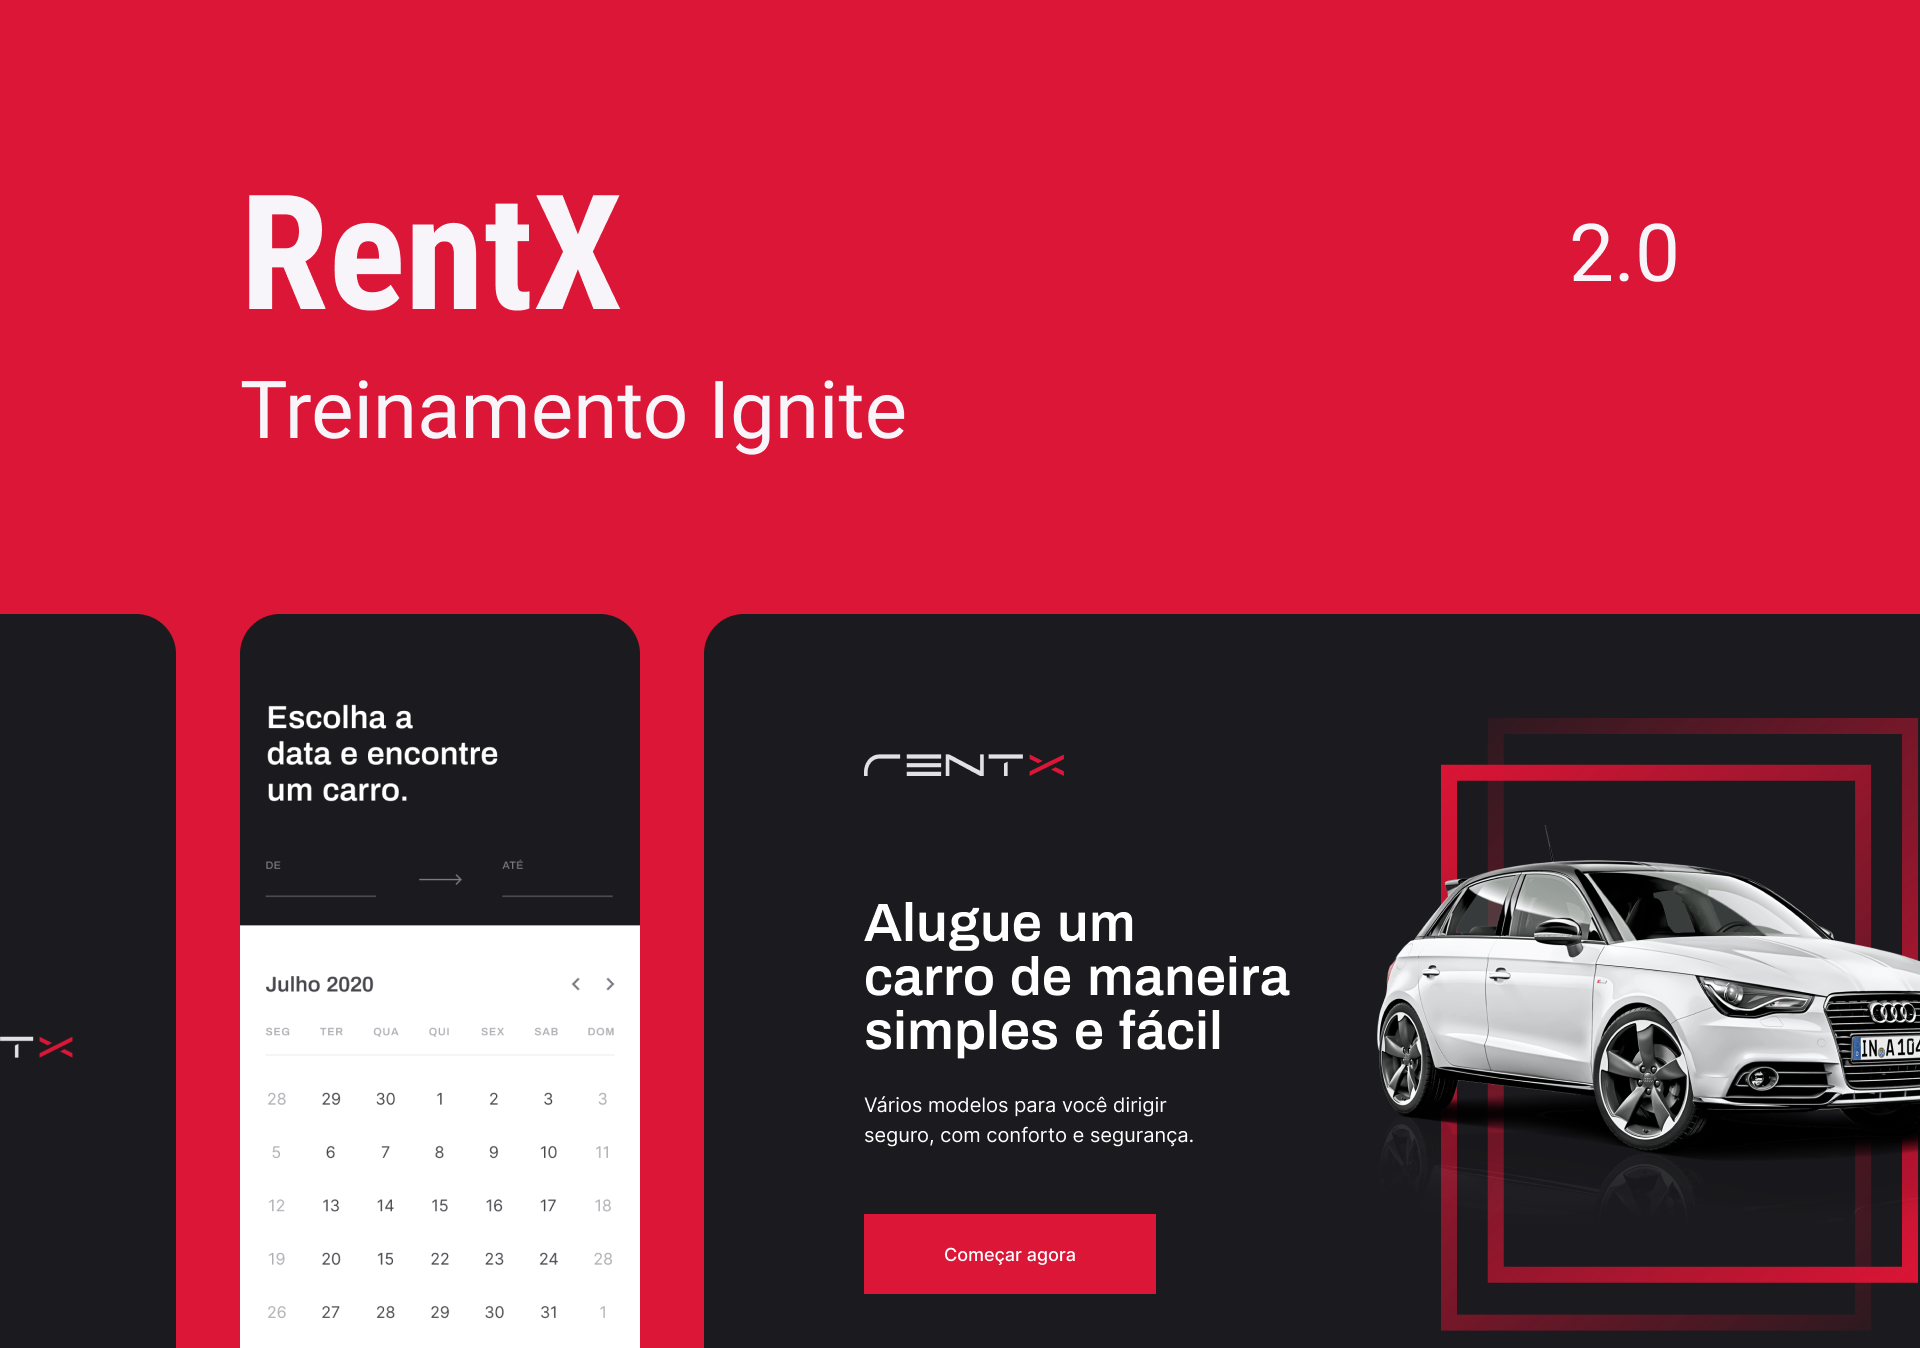 RentX
2.0
Treinamento Ignite
TX
Escolha a
data e encontre
um carro.
DE
ATÉ
Julho 2020
SEG TER QUA QUI SEX SAB DOM
28 29 30 1 2 3 3
5 6 7 8 9 10 11
12 13 14 15 16 17 18
19 20 15 22 23 24 28
26 27 28 29 30 31 1
RENTX
Alugue um
carro de maneira
simples e fácil
Vários modelos para você dirigir
seguro, com conforto e segurança.
Começar agora
IN A 104